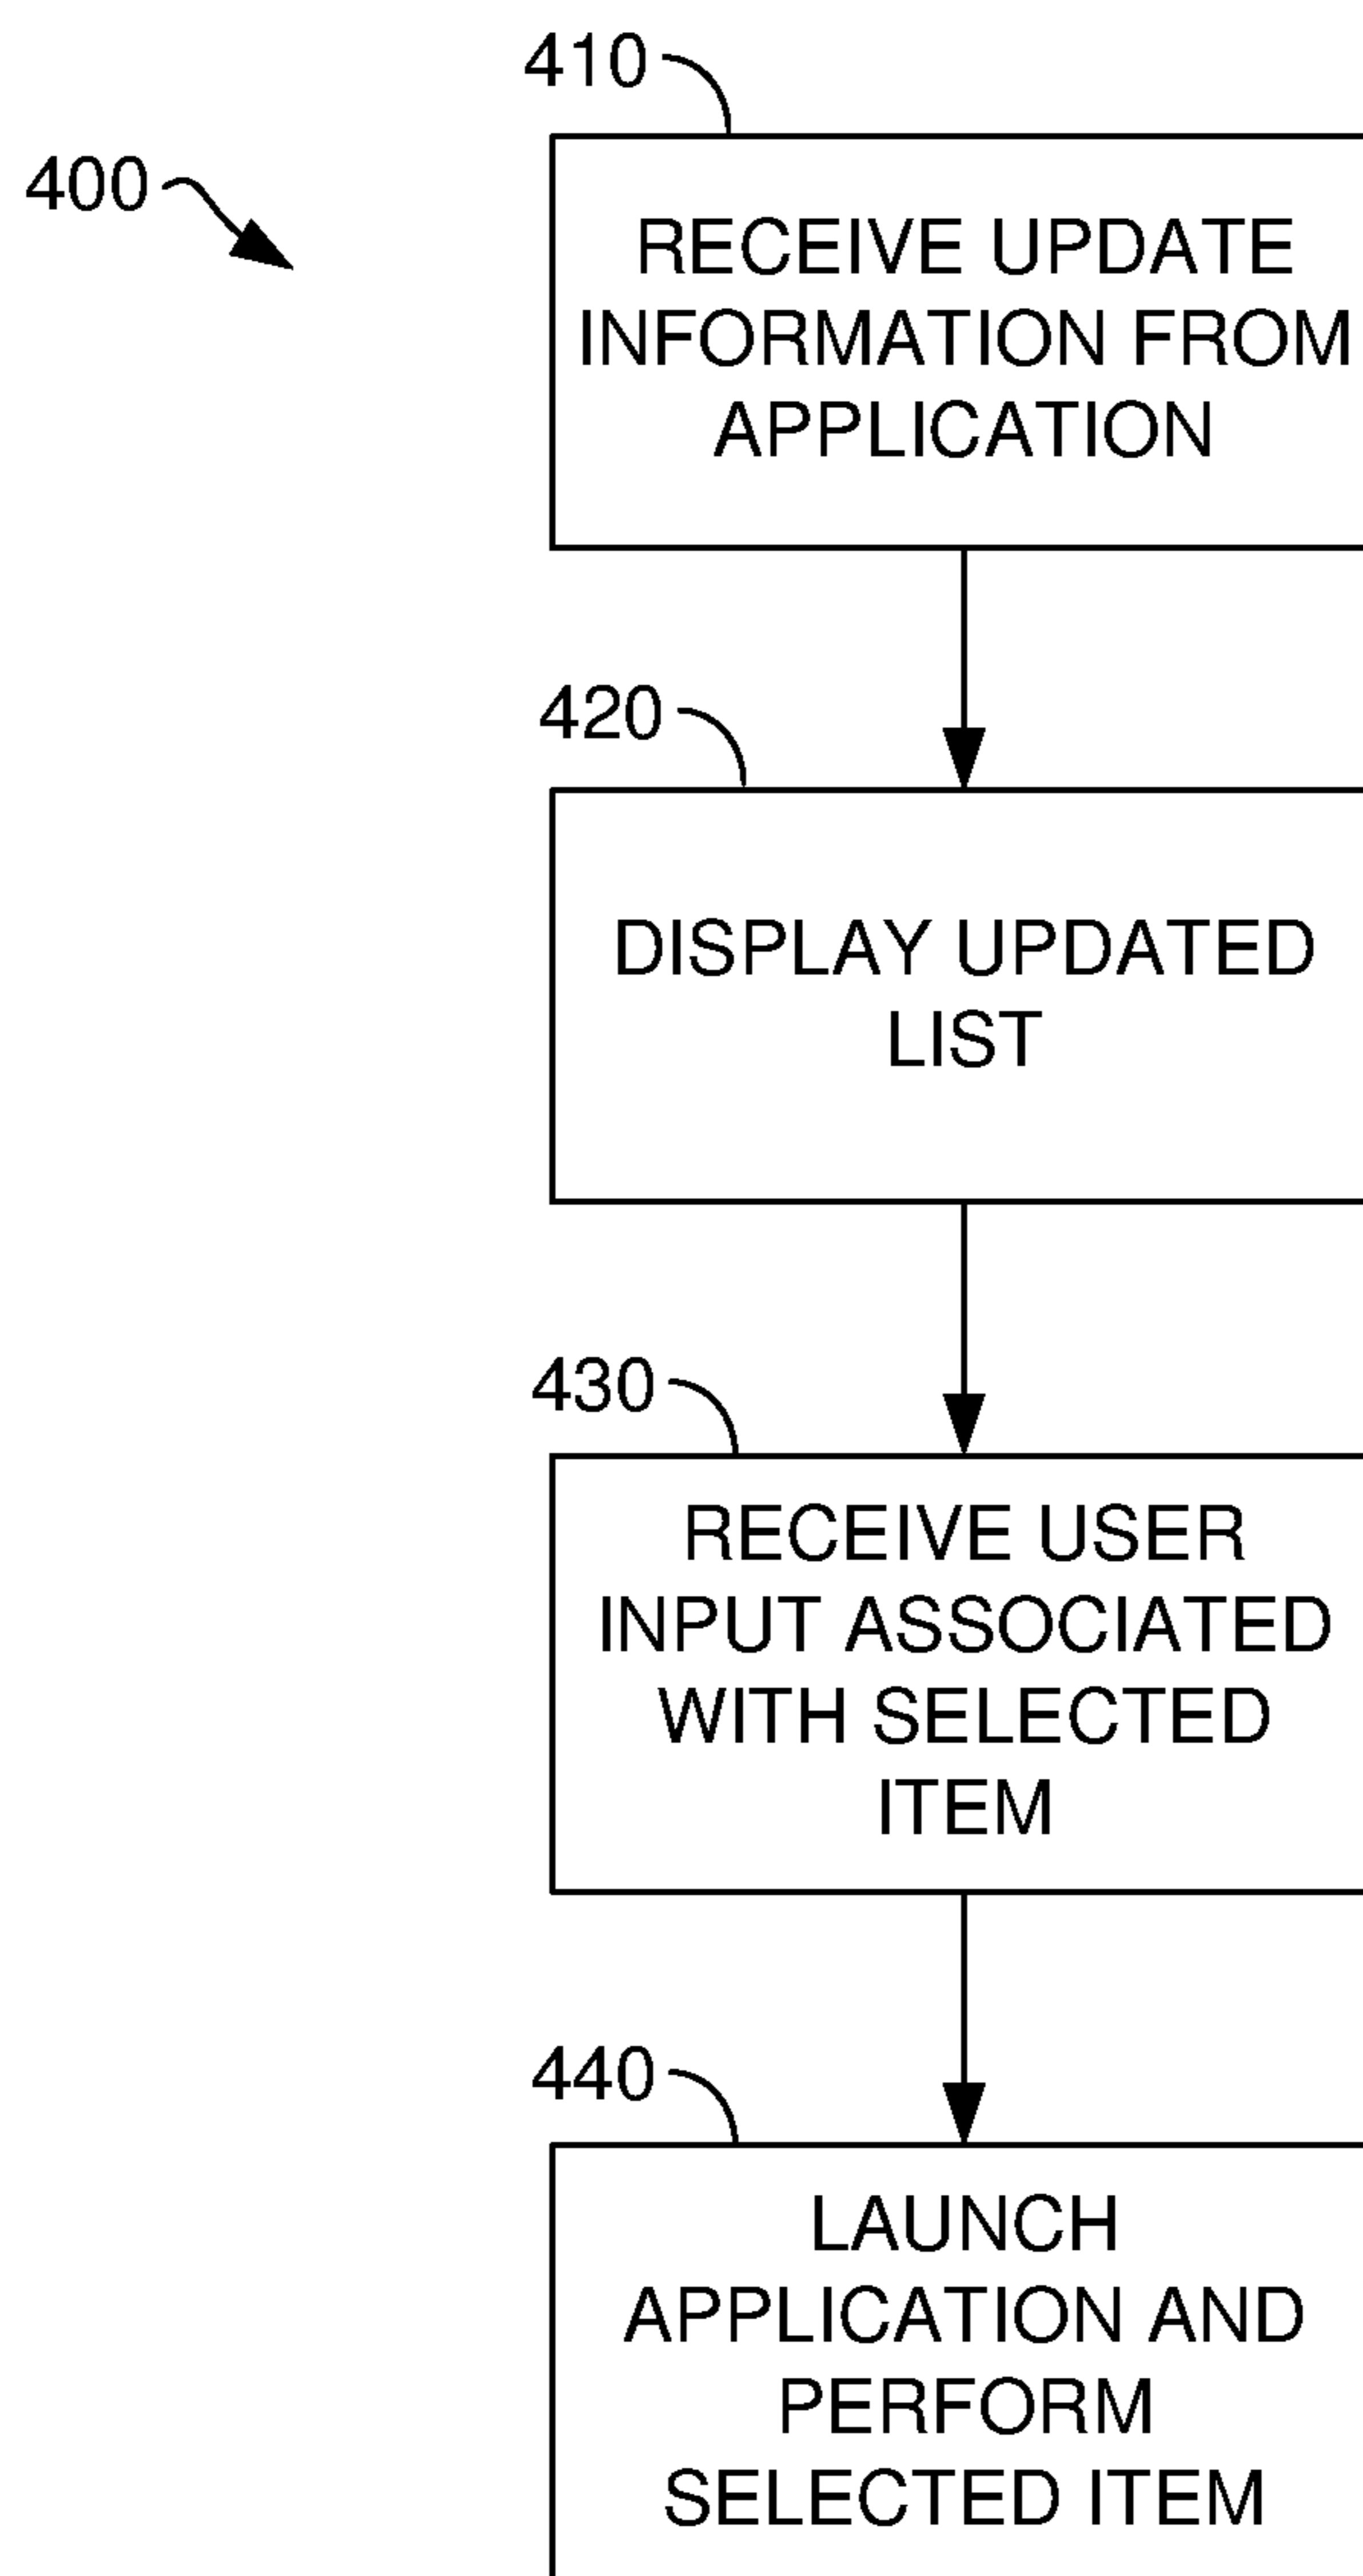 410
400
RECEIVE UPDATE
INFORMATION FROM
APPLICATION
420
DISPLAY UPDATED
LIST
430
RECEIVE USER
INPUT ASSOCIATED
WITH SELECTED
ITEM
440
LAUNCH
APPLICATION AND
PERFORM
SELECTED ITEM